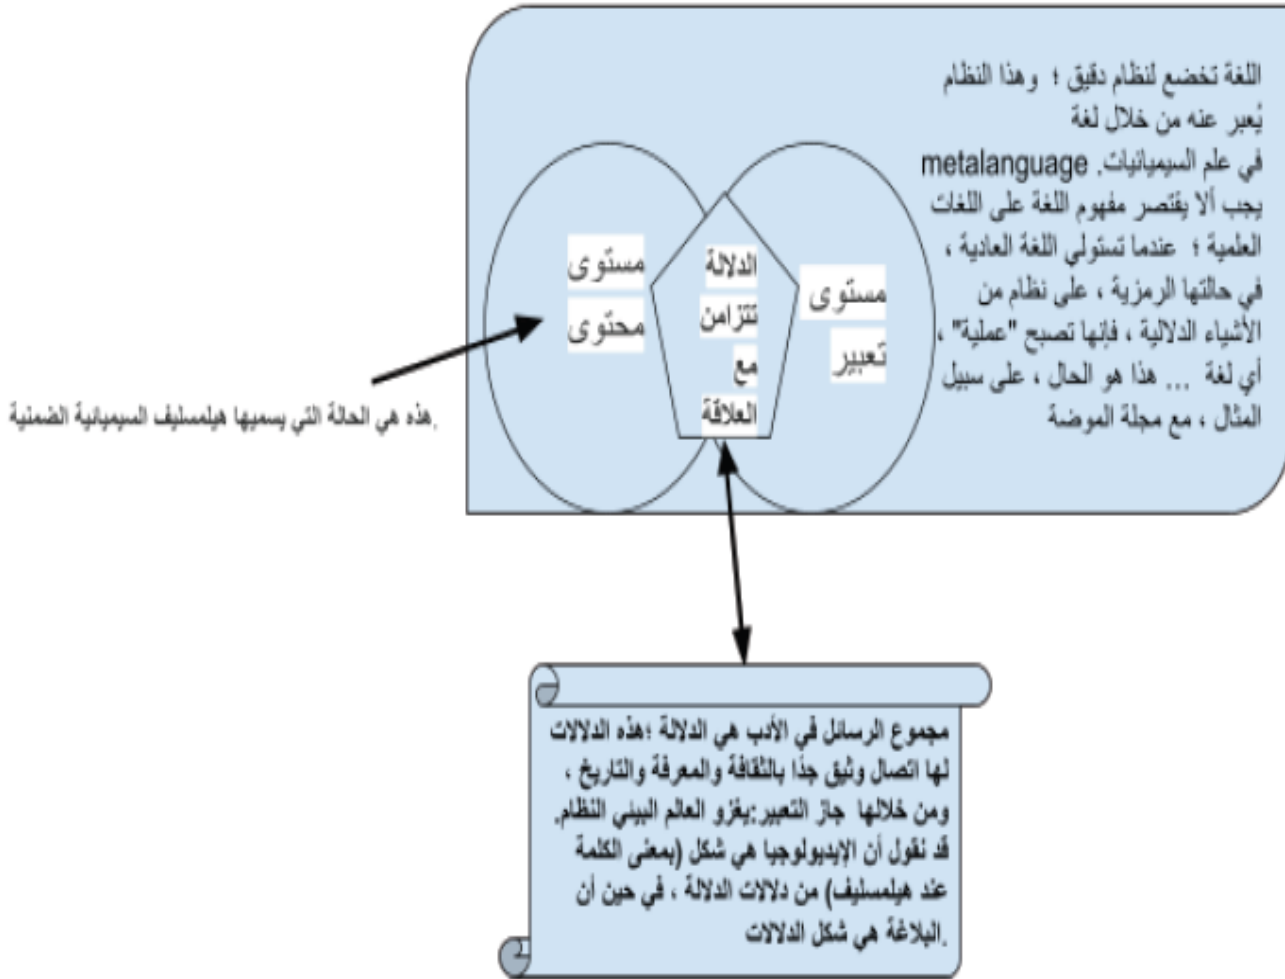 اللغة تخضع لنظام دقيق ؛ وهذا النظام
يُعبر عنه من خلال لغة
في علم السيميائيات. metalanguage
يجب ألا يقتصر مفهوم اللغة على اللغات
العلمية ؛ عندما تستولي اللغة العادية ،
في حالتها الرمزية ، على نظام من
الأشياء الدلالية ، فإنها تصبح "عملية" ،
أي لغة ... هذا هو الحال ، على سبيل
المثال ، مع مجلة الموضة
مستوى
تعبير
الدلالة
تتزامن
مع
العلاقة
مستوى
محتوى
.هذه هي الحالة التي يسميها هيلمسليف السيميائية الضمنية
مجموع الرسائل في الأدب هي الدلالة ؛هذه الدلالات
لها اتصال وثيق جدًا بالثقافة والمعرفة والتاريخ ،
ومن خلالها جاز التعبير:يغزو العالم البيئي النظام.
قد نقول أن الإيديولوجيا هي شكل (بمعنى الكلمة
عند هيلمسليف) من دلالات الدلالة ، في حين أن
.البلاغة هي شكل الدلالات